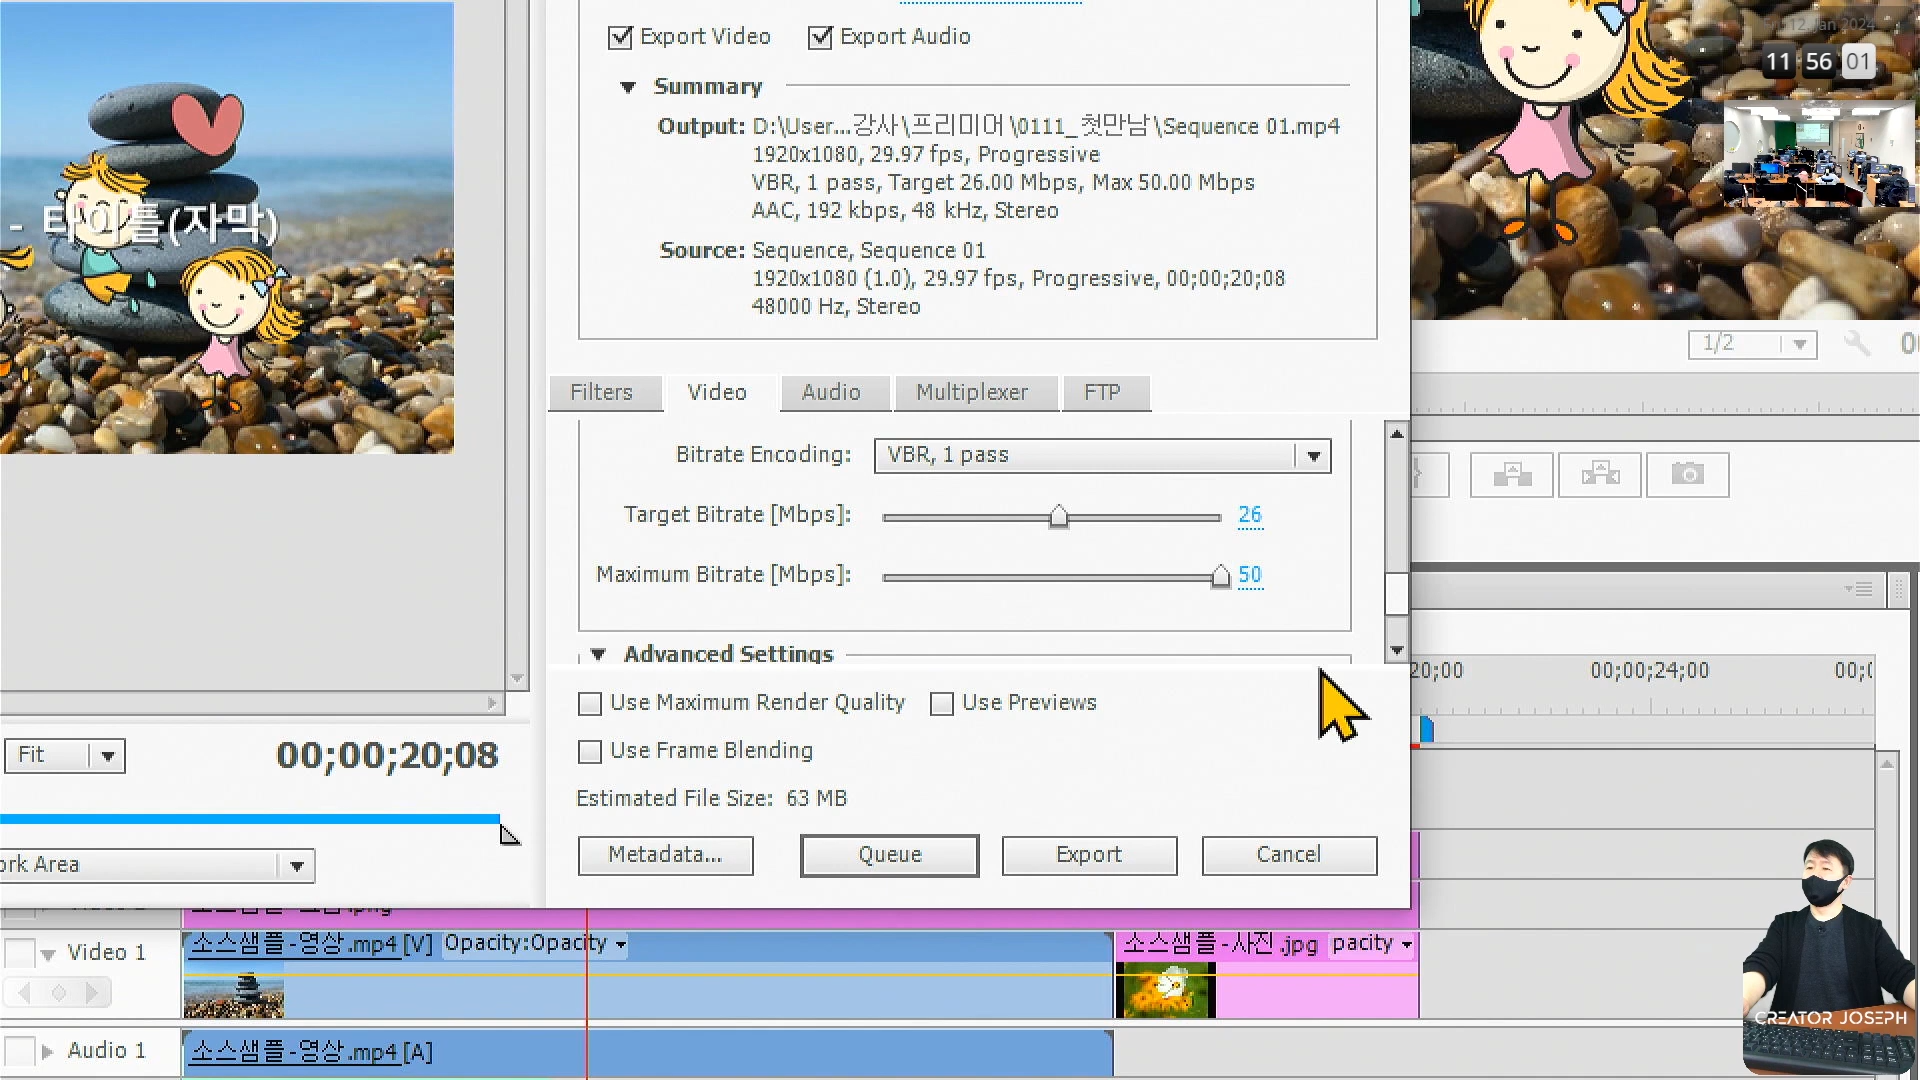 Export Video
Export Audio
Summary
Output: D:\User...강사\프리미어\0111_첫만남\Sequence 01.mp4
1920x1080, 29.97 fps, Progressive
VBR, 1 pass, Target 26.00 Mbps, Max 50.00 Mbps
AAC, 192 kbps, 48 kHz, Stereo
Source: Sequence, Sequence 01
1920x1080 (1.0), 29.97 fps, Progressive, 00;00;20;08
48000 Hz, Stereo
Filters
Video
Audio
Multiplexer
FTP
Bitrate Encoding: VBR, 1 pass
Target Bitrate [Mbps]: 26
Maximum Bitrate [Mbps]: 50
Advanced Settings
Use Maximum Render Quality
Use Previews
Use Frame Blending
Estimated File Size: 63 MB
Metadata...
Queue
Export
Cancel
- 타이틀(자막)
Fit
00;00;20;08
ork Area
12 Jan 2024
11 56 01
1/2
20;00
00;00;24;00
00;
Video 1
소스샘플-영상.mp4 [V] Opacity:Opacity
소스샘플-사진.jpg pacity
Audio 1
소스샘플-영상.mp4 [A]
CREATOR JOSEPH